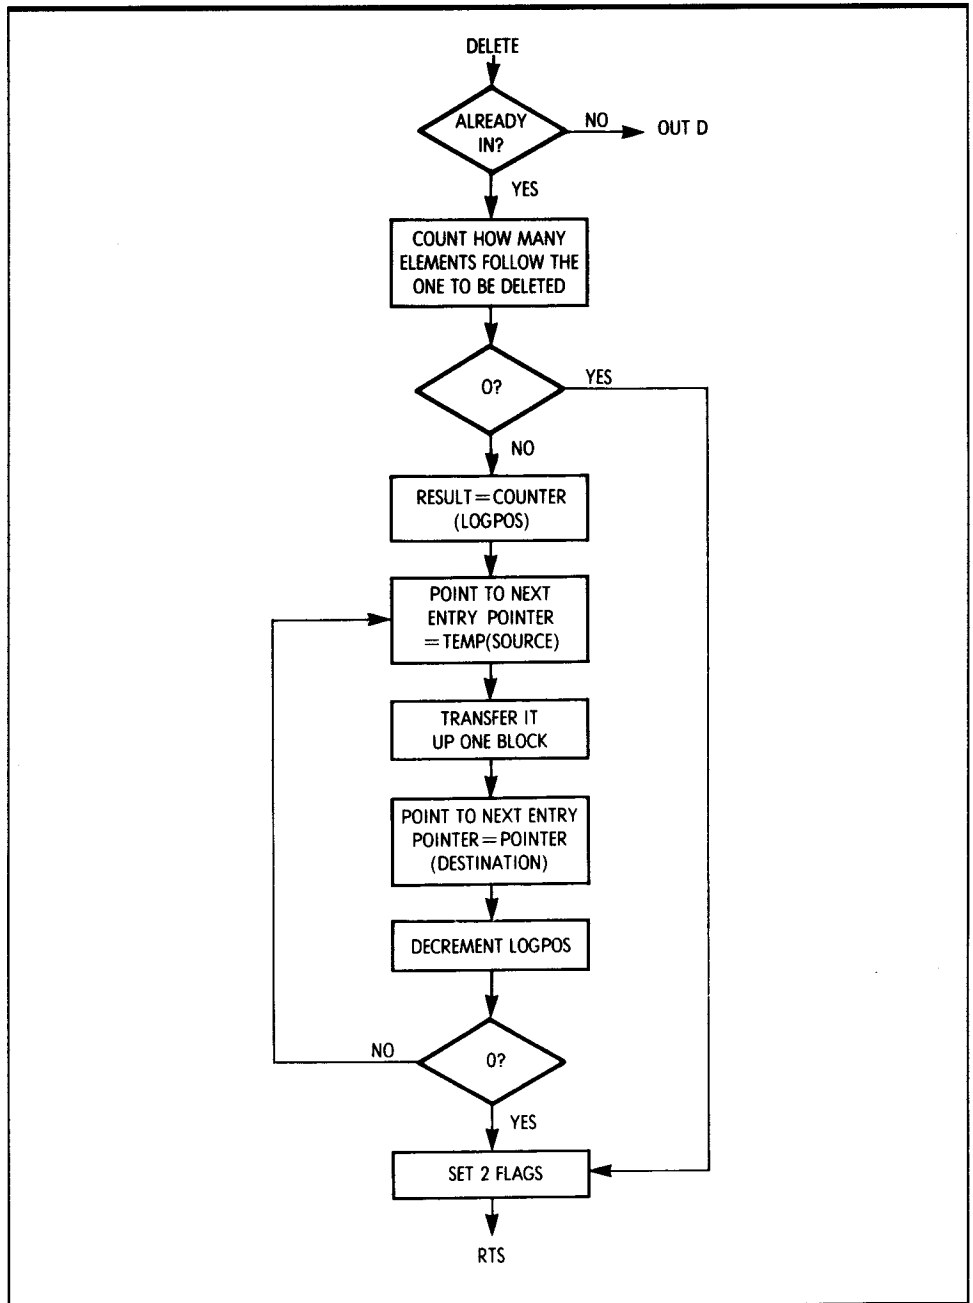 DELETE
ALREADY
IN?
NO
OUT D
YES
COUNT HOW MANY
ELEMENTS FOLLOW THE
ONE TO BE DELETED
0?
YES
NO
RESULT=COUNTER
(LOGPOS)
POINT TO NEXT
ENTRY POINTER
=TEMP(SOURCE)
TRANSFER IT
UP ONE BLOCK
POINT TO NEXT ENTRY
POINTER=POINTER
(DESTINATION)
DECREMENT LOGPOS
NO
0?
YES
SET 2 FLAGS
RTS